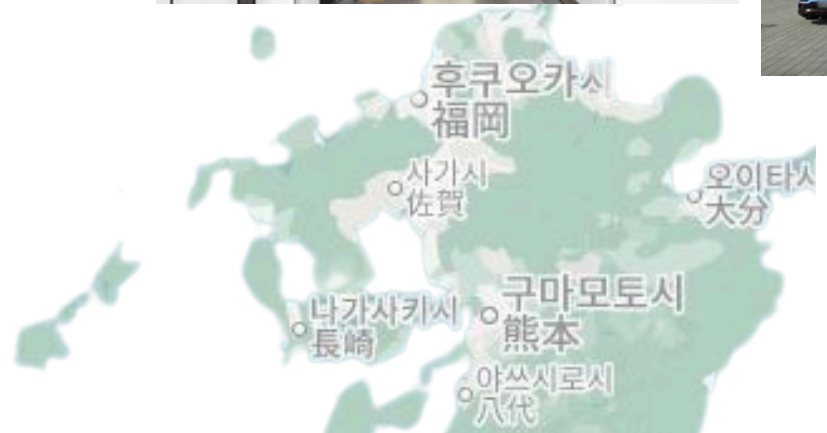 후쿠오카시
福岡
사가시
佐賀
오이타시
大分
나가사키시
長崎
구마모토시
熊本
야쓰시로시
八代